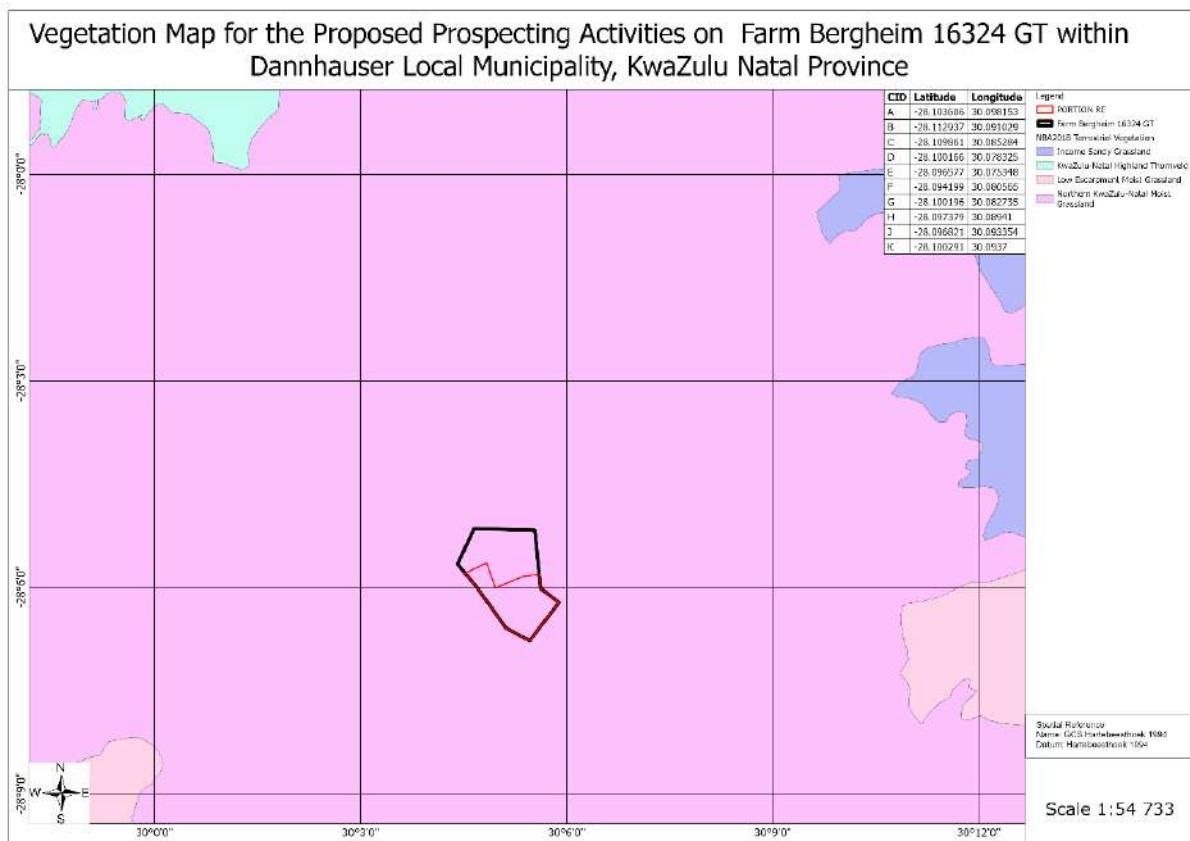 Vegetation Map for the Proposed Prospecting Activities on Farm Bergheim 16324 GT within
Dannhauser Local Municipality, KwaZulu Natal Province
CID Latitude Longitude
A -28.103686 30.098153
B -28.112937 30.091029
C -28.109861 30.085284
D -28.100166 30.078325
E -28.096577 30.075348
F -28.094199 30.080565
G -28.100196 30.082735
H -28.097379 30.08941
J -28.096821 30.093354
K -28.100291 30.0937
Legend
PORTION RE
Farm Bergheim 16324 GT
NBA2018 Terrestrial Vegetation
Income Sandy Grassland
KwaZulu-Natal Highland Thornveld
Low Escarpment Moist Grassland
Northern KwaZulu-Natal Moist
Grassland
-28°0'0"
-28°3'0"
-28°6'0"
-28°9'0"
N
W E
S
30°0'0" 30°3'0" 30°6'0" 30°9'0" 30°12'0"
Spatial Reference
Name: GCS Hartebeesthoek 1994
Datum: Hartebeesthoek 1994
Scale 1:54 733